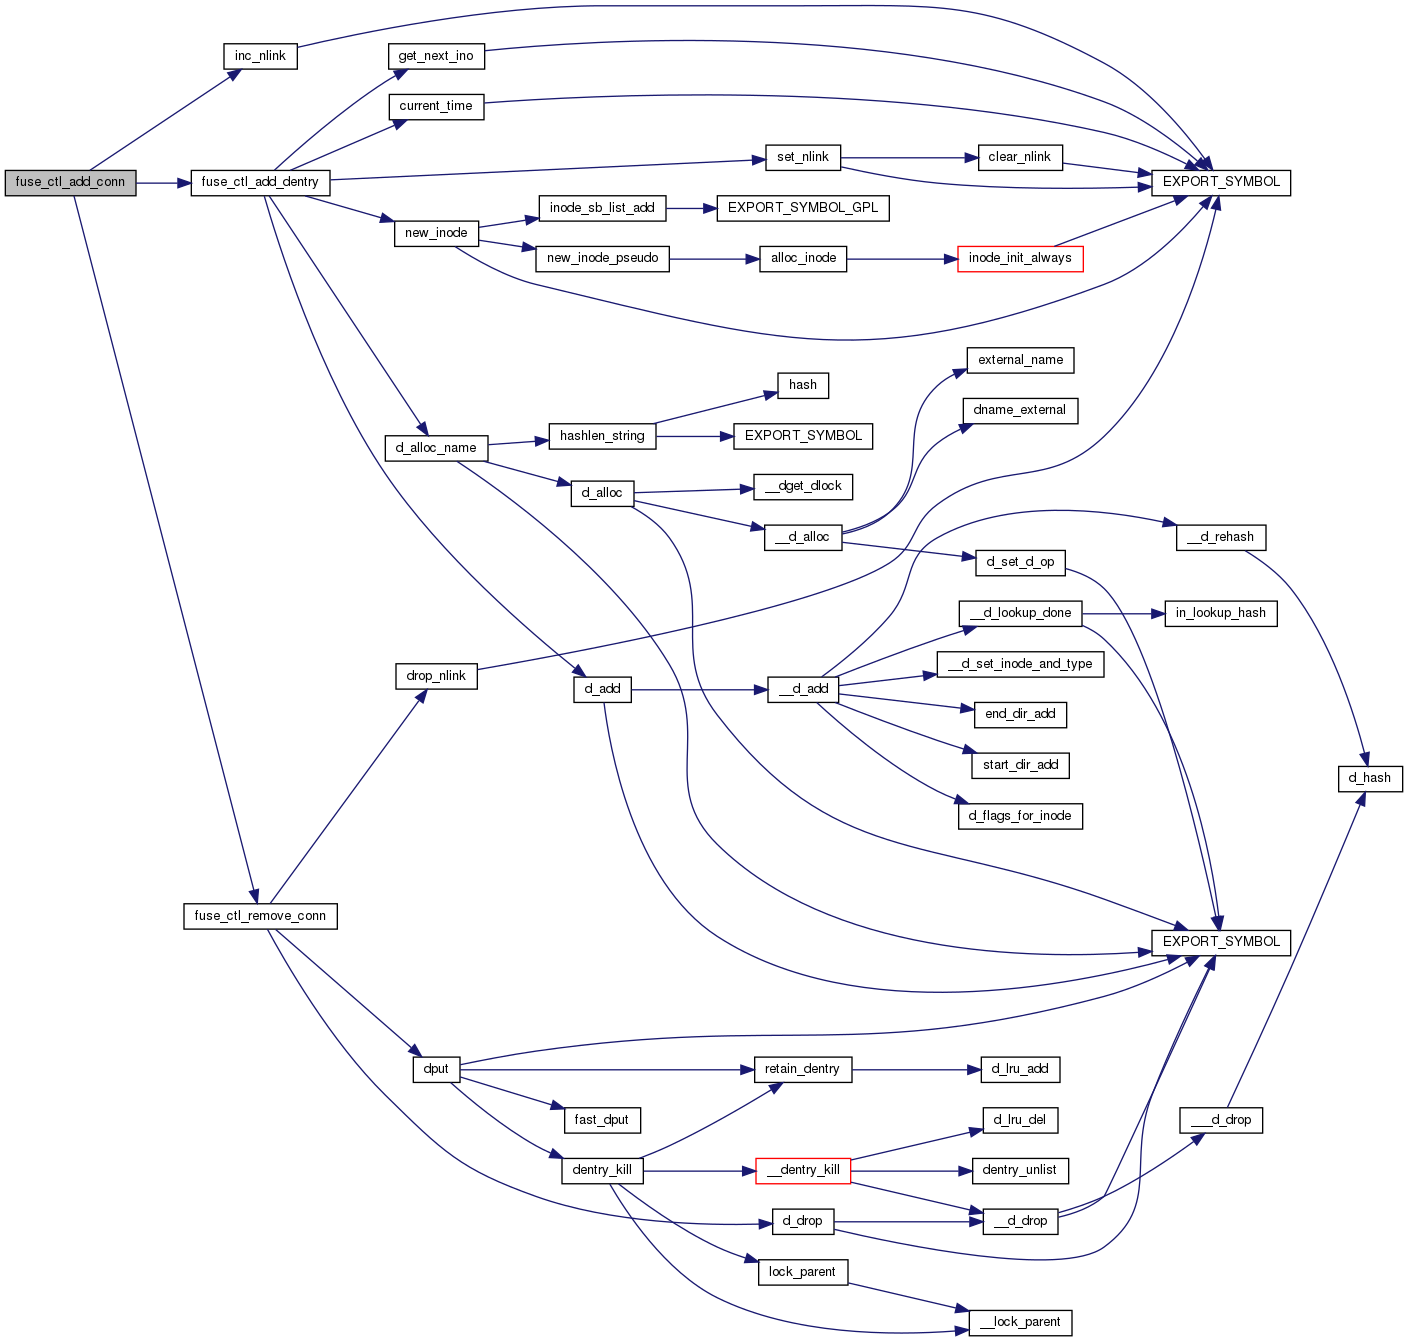 inc_nlink
get_next_ino
current_time
set_nlink
clear_nlink
fuse_ctl_add_conn
fuse_ctl_add_dentry
EXPORT_SYMBOL
inode_sb_list_add
EXPORT_SYMBOL_GPL
new_inode
new_inode_pseudo
alloc_inode
inode_init_always
external_name
hash
dname_external
hashlen_string
EXPORT_SYMBOL
d_alloc_name
d_alloc
__dget_dlock
__d_alloc
__d_rehash
d_set_d_op
__d_lookup_done
in_lookup_hash
__d_set_inode_and_type
drop_nlink
d_add
__d_add
end_dir_add
start_dir_add
d_hash
d_flags_for_inode
fuse_ctl_remove_conn
EXPORT_SYMBOL
dput
retain_dentry
d_lru_add
fast_dput
d_lru_del
___d_drop
dentry_kill
__dentry_kill
dentry_unlist
d_drop
__d_drop
lock_parent
__lock_parent